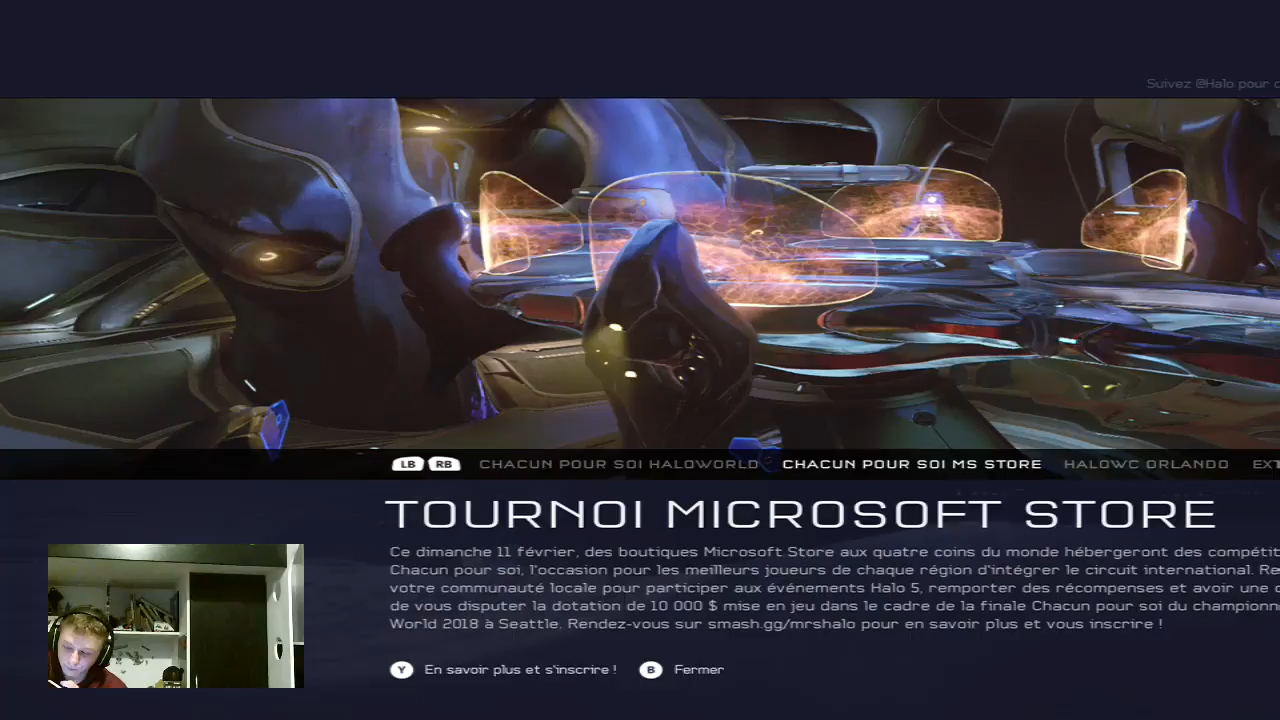 Suivez @Halo pour
LB RB CHACUN POUR SOI HALOWORLD CHACUN POUR SOI MS STORE HALOWC ORLANDO EXT
TOURNOI MICROSOFT STORE
Ce dimanche 11 février, des boutiques Microsoft Store aux quatre coins du monde hébergeront des compétit
Chacun pour soi, l'occasion pour les meilleurs joueurs de chaque région d'intégrer le circuit international. Re
votre communauté locale pour participer aux événements Halo 5, remporter des récompenses et avoir une
de vous disputer la dotation de 10 000 $ mise en jeu dans le cadre de la finale Chacun pour soi du championn
World 2018 à Seattle. Rendez-vous sur smash.gg/mrshalo pour en savoir plus et vous inscrire !
Y En savoir plus et s'inscrire ! B Fermer